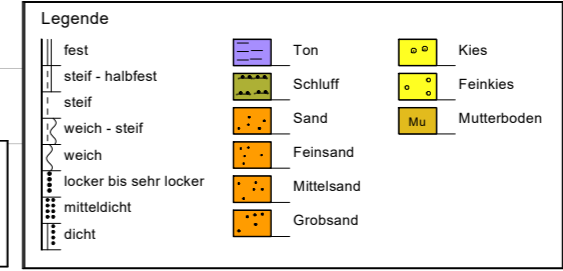 Legende
fest
steif - halbfest
steif
weich - steif
weich
locker bis sehr locker
mitteldicht
dicht
Ton
Schluff
Sand
Feinsand
Mittelsand
Grobsand
Kies
Feinkies
Mu Mutterboden